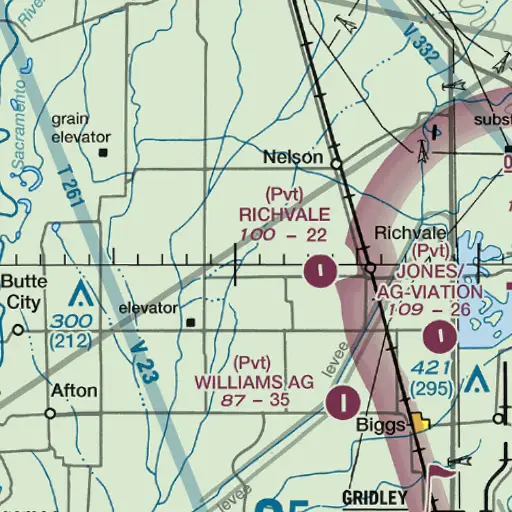 River
V 332
Sacramento
grain
elevator
subst
Nelson
T 261
(Pvt)
RICHVALE
100 – 22
Richvale
(Pvt)
JONES/
AG-VIATION
109 – 26
Butte
City
300
(212)
elevator
V 23
levee
(Pvt)
WILLIAMS AG
87 – 35
421
(295)
Afton
Biggs
levee
GRIDLEY